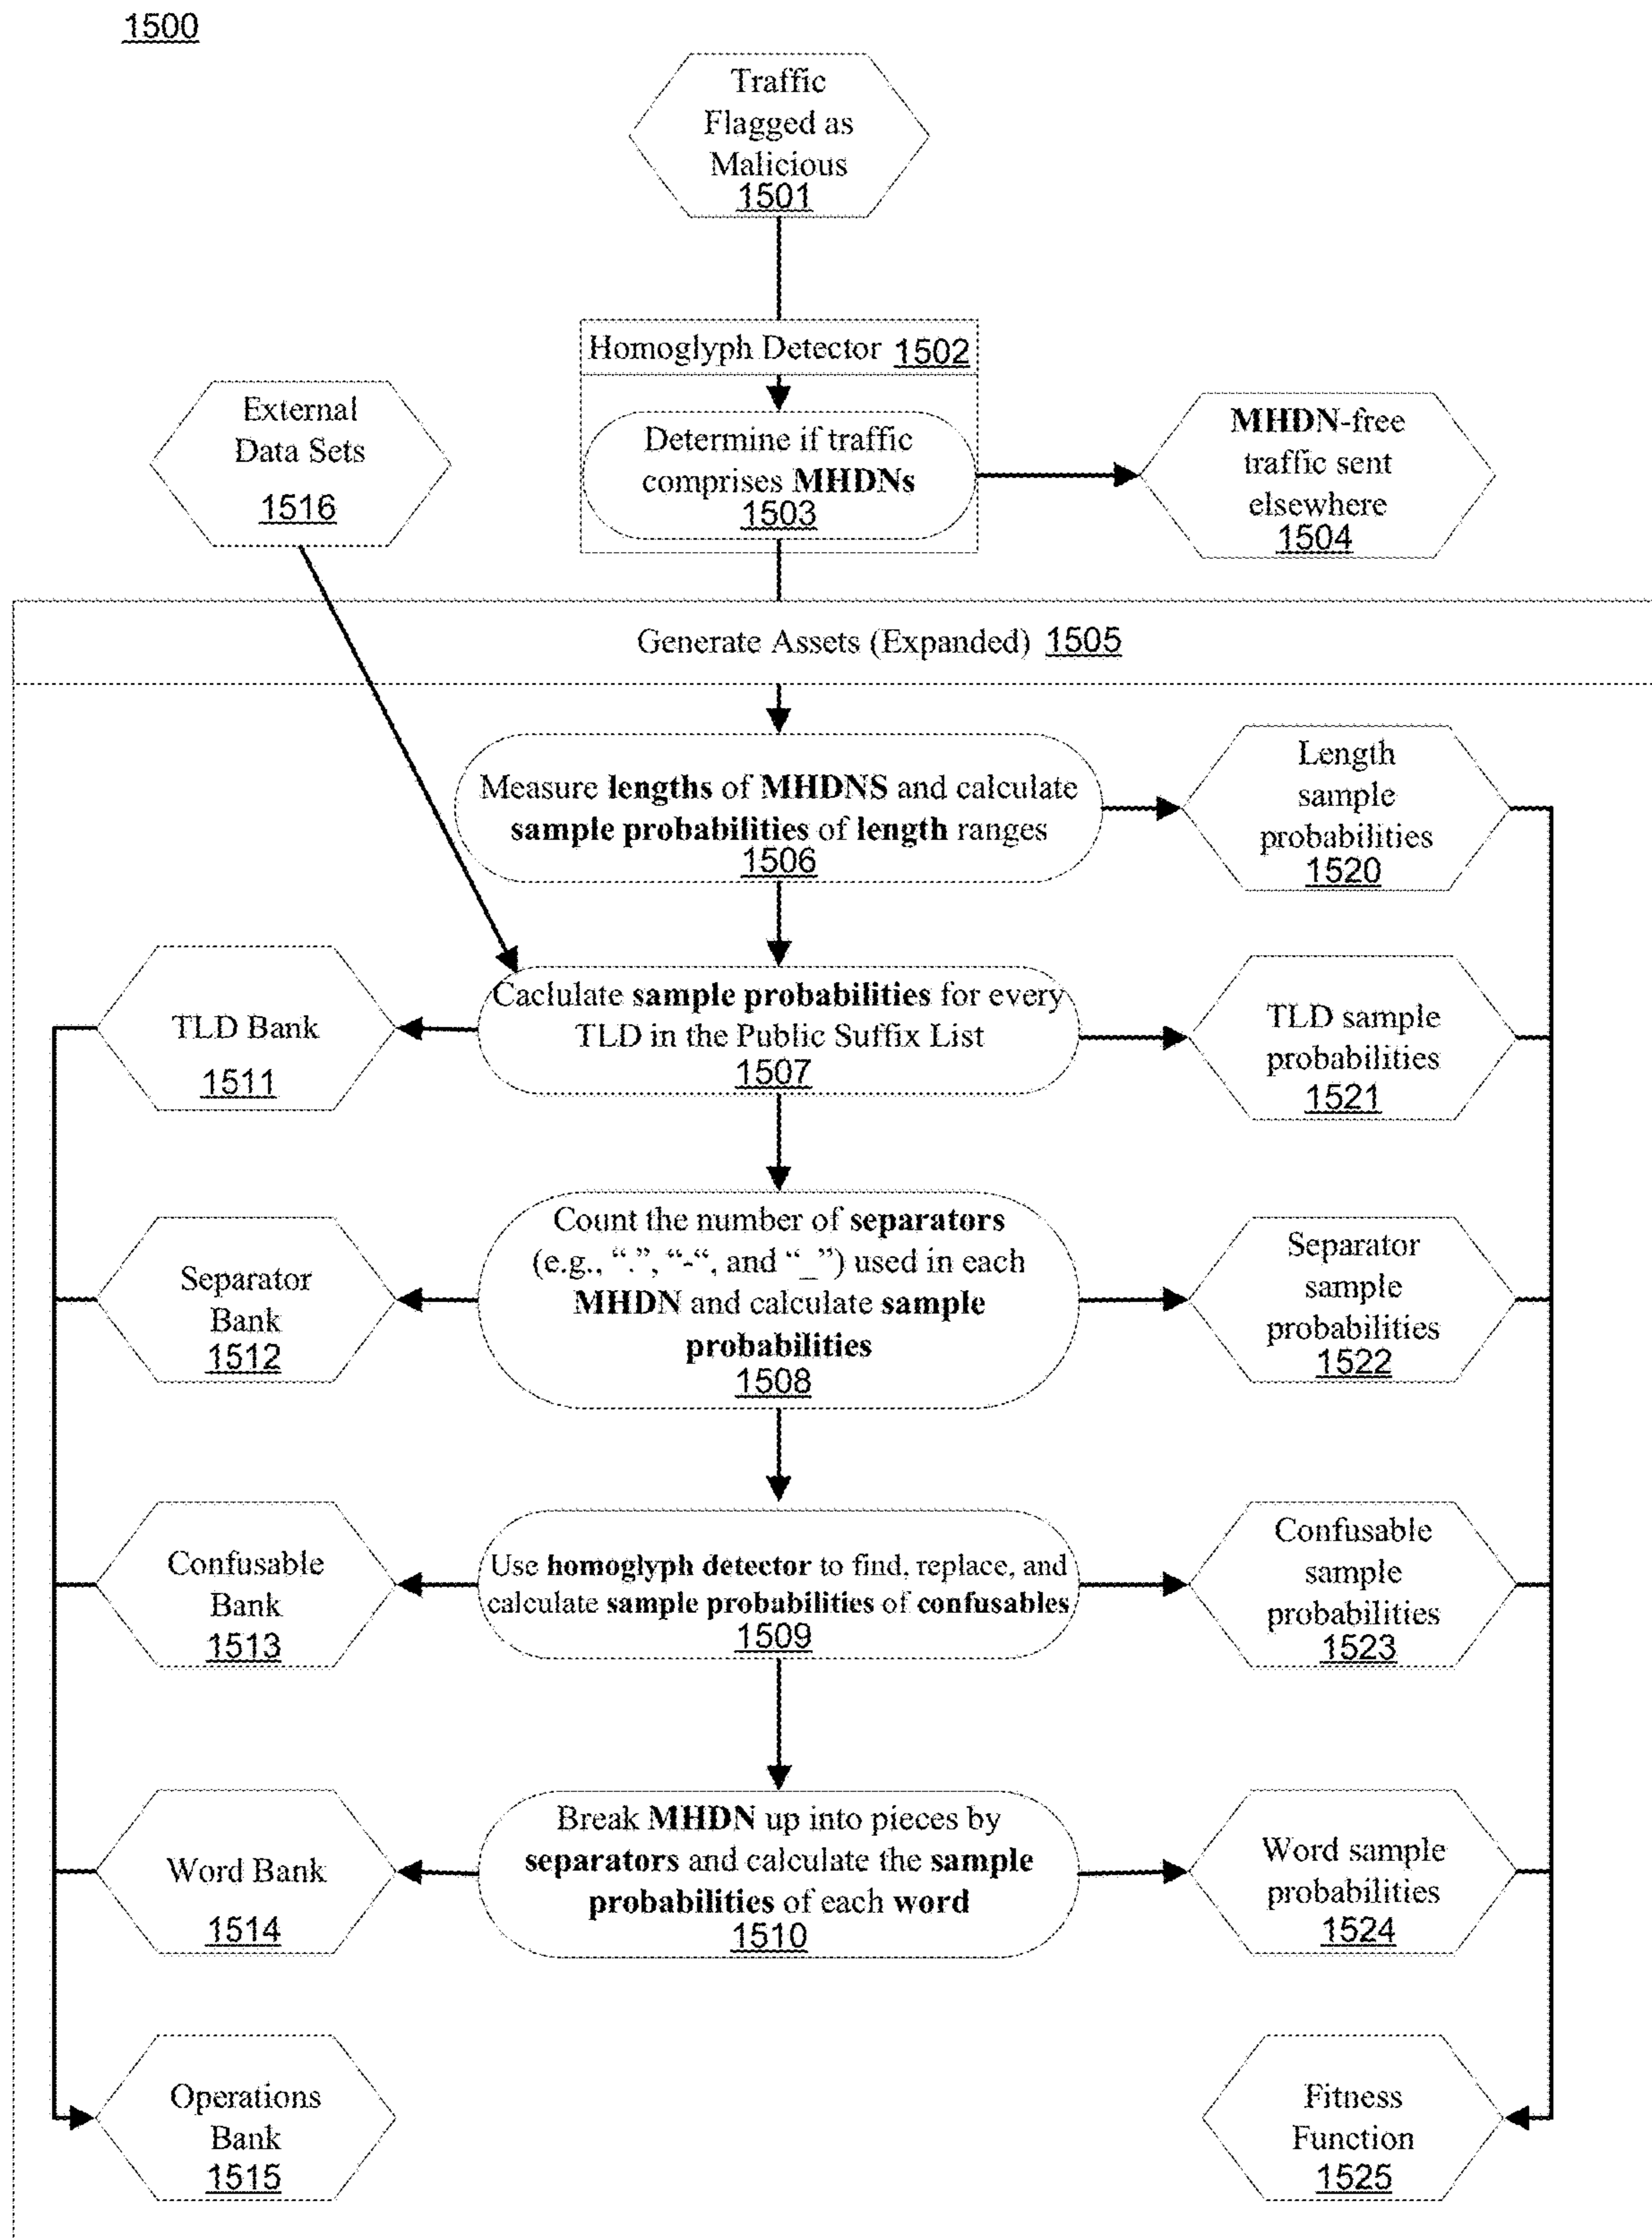 1500
Traffic
Flagged as
Malicious
1501
Homoglyph Detector 1502
External
Data Sets
1516
Determine if traffic
comprises MHDNs
1503
MHDN-free
traffic sent
elsewhere
1504
Generate Assets (Expanded) 1505
Measure lengths of MHDNS and calculate
sample probabilities of length ranges
1506
Length
sample
probabilities
1520
TLD Bank
1511
Caclulate sample probabilities for every
TLD in the Public Suffix List
1507
TLD sample
probabilities
1521
Separator
Bank
1512
Count the number of separators
(e.g., “.”, “-“, and “_”) used in each
MHDN and calculate sample
probabilities
1508
Separator
sample
probabilities
1522
Confusable
Bank
1513
Use homoglyph detector to find, replace, and
calculate sample probabilities of confusables
1509
Confusable
sample
probabilities
1523
Word Bank
1514
Break MHDN up into pieces by
separators and calculate the sample
probabilities of each word
1510
Word sample
probabilities
1524
Operations
Bank
1515
Fitness
Function
1525